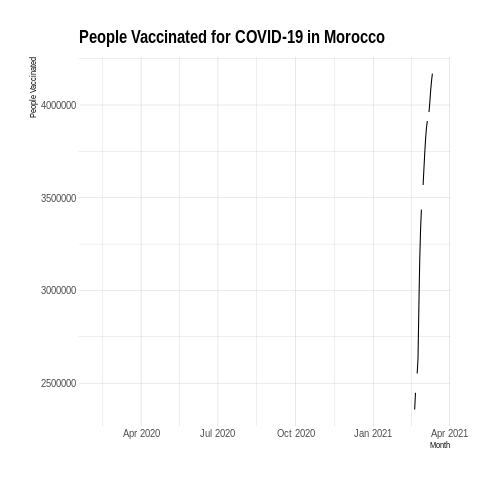 People Vaccinated for COVID-19 in Morocco
People Vaccinated
4000000
3500000
3000000
2500000
Apr 2020 Jul 2020 Oct 2020 Jan 2021 Apr 2021
Month